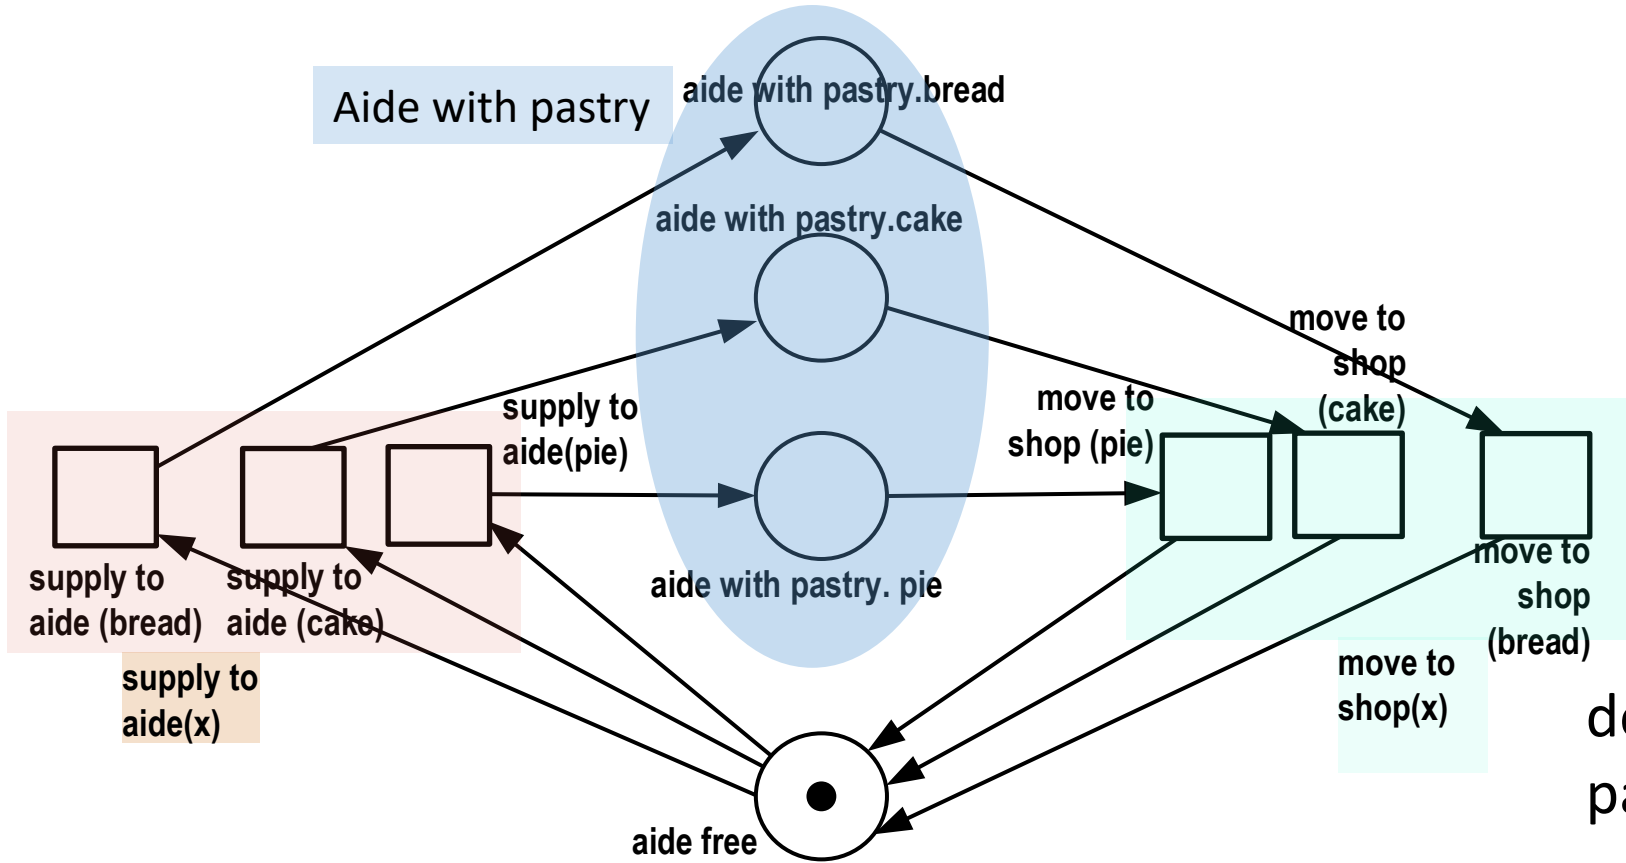 aide with pastry.bread
Aide with pastry
aide with pastry.cake
move to
shop
(cake)
supply to
aide(pie)
move to
shop (pie)
supply to
aide (bread)
supply to
aide (cake)
aide with pastry. pie
move to
shop
(bread)
supply to
aide(x)
move to
shop(x)
aide free